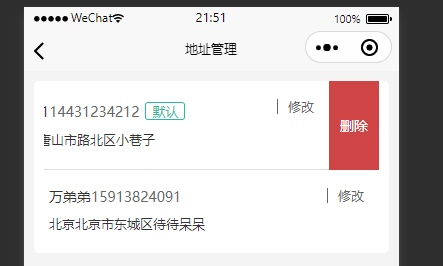 WeChat 21:51 100%
地址管理
114431234212 默认 修改
唐山市路北区小巷子
删除
万弟弟15913824091 修改
北京北京市东城区待待呆呆